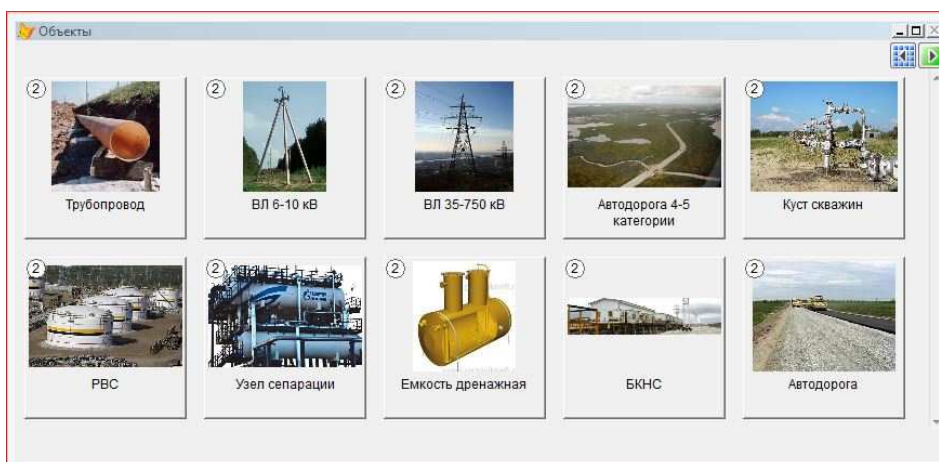 Объекты
2
2
2
2
2
Трубопровод
ВЛ 6-10 кВ
ВЛ 35-750 кВ
Автодорога 4-5
категории
Куст скважин
2
2
2
2
2
РВС
Узел сепарации
Емкость дренажная
БКНС
Автодорога